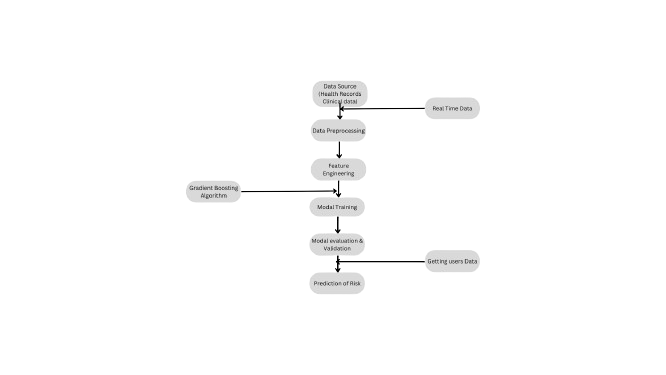 Data Source
(Health Records
Clinical data)
Real Time Data
Data Preprocessing
Feature
Engineering
Gradient Boosting
Algorithm
Modal Training
Modal evaluation &
Validation
Getting users Data
Prediction of Risk